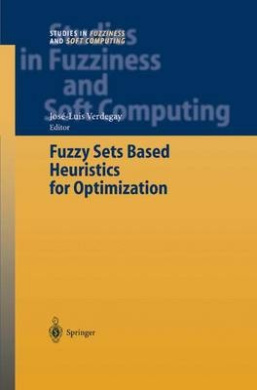 STUDIES IN FUZZINESS
AND SOFT COMPUTING
Studies
in Fuzziness
and
Soft Computing
José-Luis Verdegay
Editor
Fuzzy Sets Based
Heuristics
for Optimization
Springer